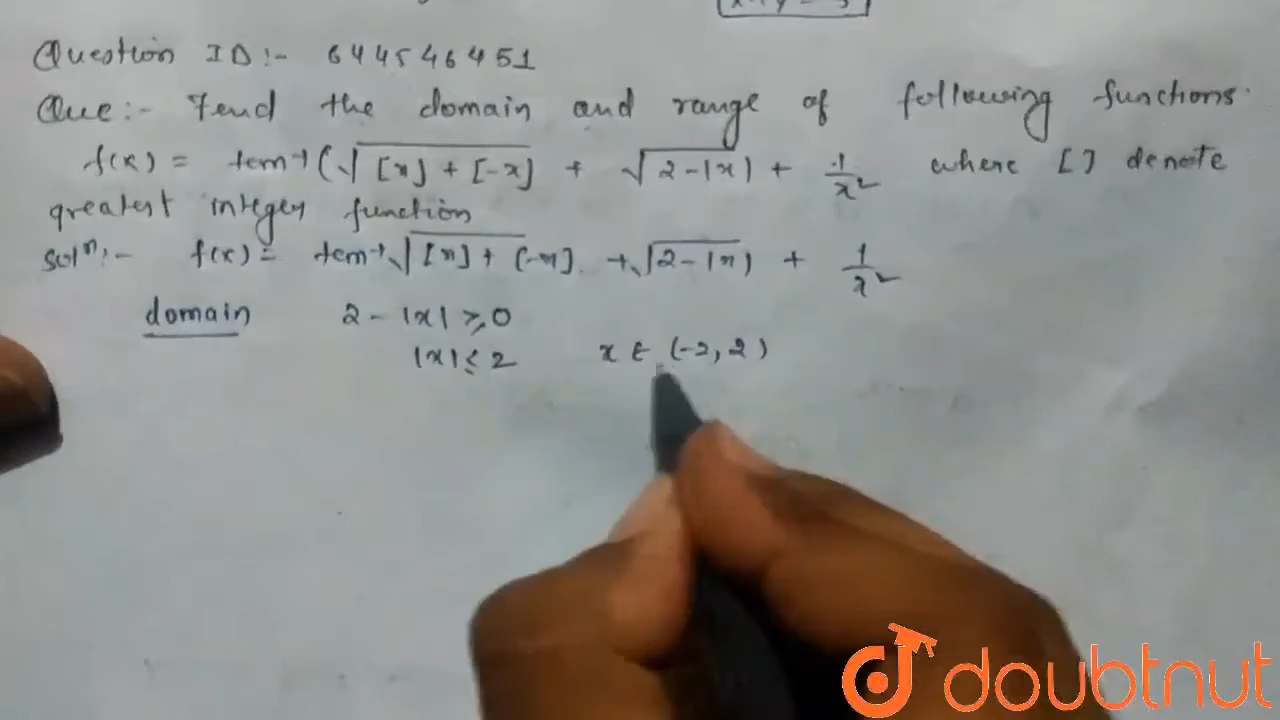 Question ID :- 644546451
Que :- Fend the domain and range of following functions.
f(x) = tan⁻¹(√[x] + [-x] + √2-|x|) + 1/x² where [] denote
greatest integer function
solⁿ :- f(x) = tan⁻¹√[x] + [-x] + √2-|x|) + 1/x²
domain 2 - |x| ≥ 0
|x| ≤ 2 x ∈ (-2, 2)
doubtnut